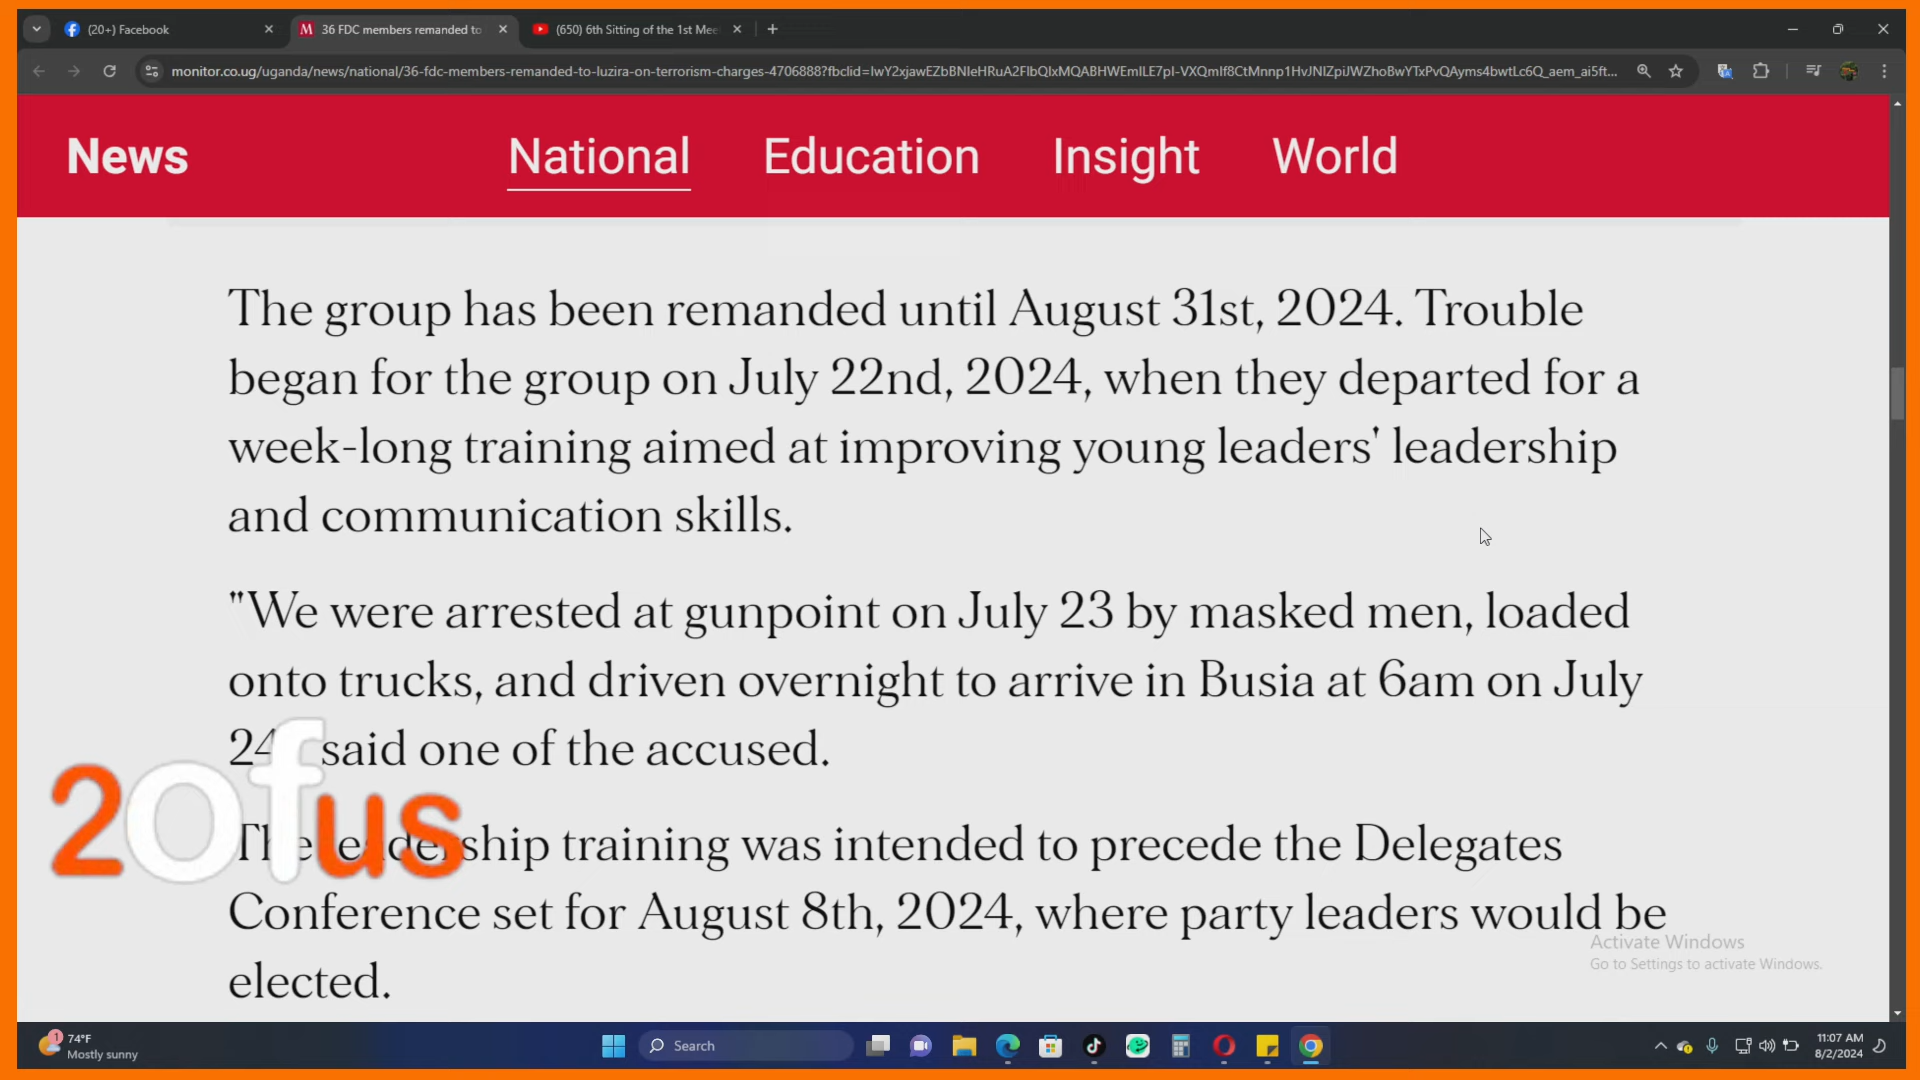 (20+) Facebook
36 FDC members remanded to
(650) 6th Sitting of the 1st Mee
monitor.co.ug/uganda/news/national/36-fdc-members-remanded-to-luzira-on-terrorism-charges-4706888?fbclid=
News National Education Insight World
The group has been remanded until August 31st, 2024. Trouble
began for the group on July 22nd, 2024, when they departed for a
week-long training aimed at improving young leaders' leadership
and communication skills.
"We were arrested at gunpoint on July 23 by masked men, loaded
onto trucks, and driven overnight to arrive in Busia at 6am on July
24 said one of the accused.
2Ofus
The leadership training was intended to precede the Delegates
Conference set for August 8th, 2024, where party leaders would be
elected.
Activate Windows
Go to Settings to activate Windows.
1
74°F
Mostly sunny
Search
11:07 AM
8/2/2024